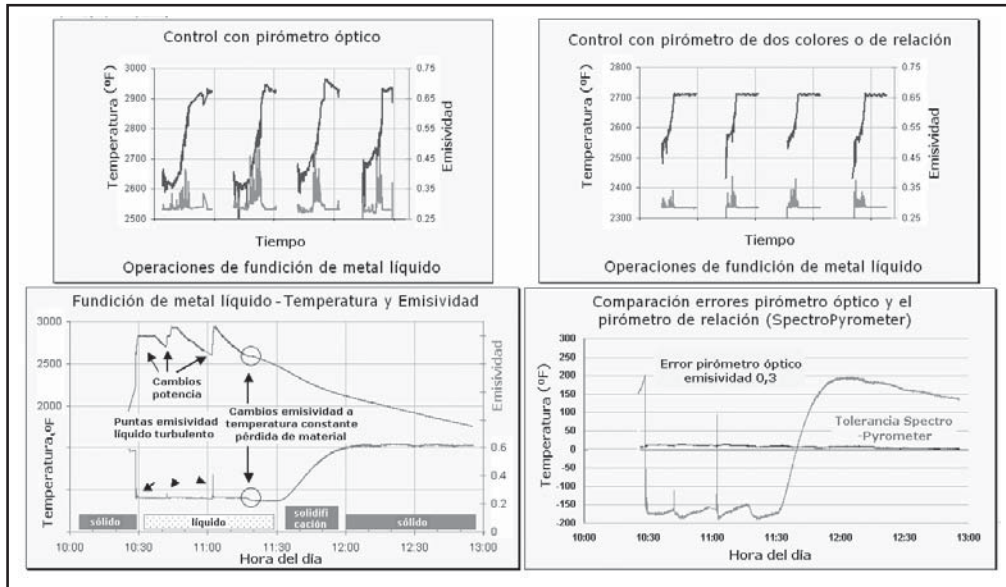 Control con pirómetro óptico
Temperatura (ºF)
3000
2900
2800
2700
2600
2500
0.75
0.65
0.55
0.45
0.35
0.25
Emisividad
Tiempo
Operaciones de fundición de metal líquido
Control con pirómetro de dos colores o de relación
Temperatura (ºF)
2800
2700
2600
2500
2400
2300
0.75
0.65
0.55
0.45
0.35
0.25
Emisividad
Tiempo
Operaciones de fundición de metal líquido
Fundición de metal líquido - Temperatura y Emisividad
Temperatura,ºF
3000
2500
2000
Temperatura,ºF
Cambios
potencia
Puntas emisividad
líquido turbulento
Cambios emisividad a
temperatura constante
pérdida de material
Emisividad
0.6
0.4
0.2
0
sólido
líquido
solidifi
cación
sólido
10:00
10:30
11:00
11:30
12:00
12:30
13:00
Hora del día
Comparación errores pirómetro óptico y el
pirómetro de relación (SpectroPyrometer)
Temperatura (ºF)
300
250
200
150
100
50
0
-50
-100
-150
-200
Error pirómetro óptico
emisividad 0,3
Tolerancia Spectro
-Pyrometer
10:00
10:30
11:00
11:30
12:00
12:30
13:00
Hora del día